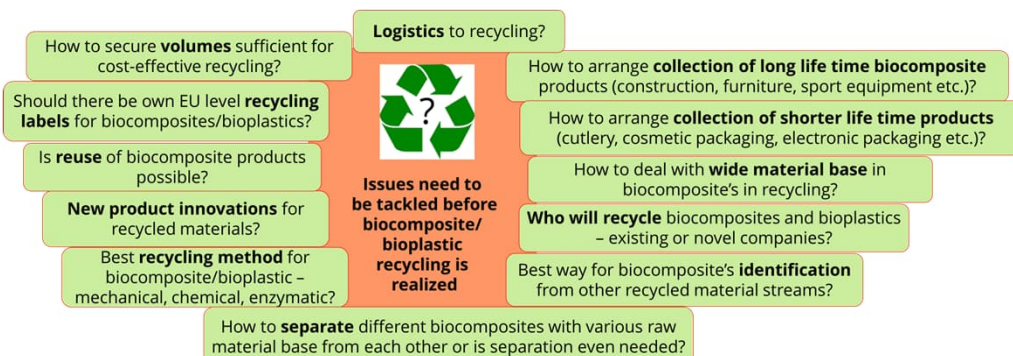 Logistics to recycling?
How to secure volumes sufficient for
cost-effective recycling?
Should there be own EU level recycling
labels for biocomposites/bioplastics?
Is reuse of biocomposite products
possible?
New product innovations for
recycled materials?
Best recycling method for
biocomposite/bioplastic –
mechanical, chemical, enzymatic?
?
Issues need to
be tackled before
biocomposite/
bioplastic
recycling is
realized
How to arrange collection of long life time biocomposite
products (construction, furniture, sport equipment etc.)?
How to arrange collection of shorter life time products
(cutlery, cosmetic packaging, electronic packaging etc.)?
How to deal with wide material base in
biocomposite's in recycling?
Who will recycle biocomposites and bioplastics
– existing or novel companies?
Best way for biocomposite's identification
from other recycled material streams?
How to separate different biocomposites with various raw
material base from each other or is separation even needed?